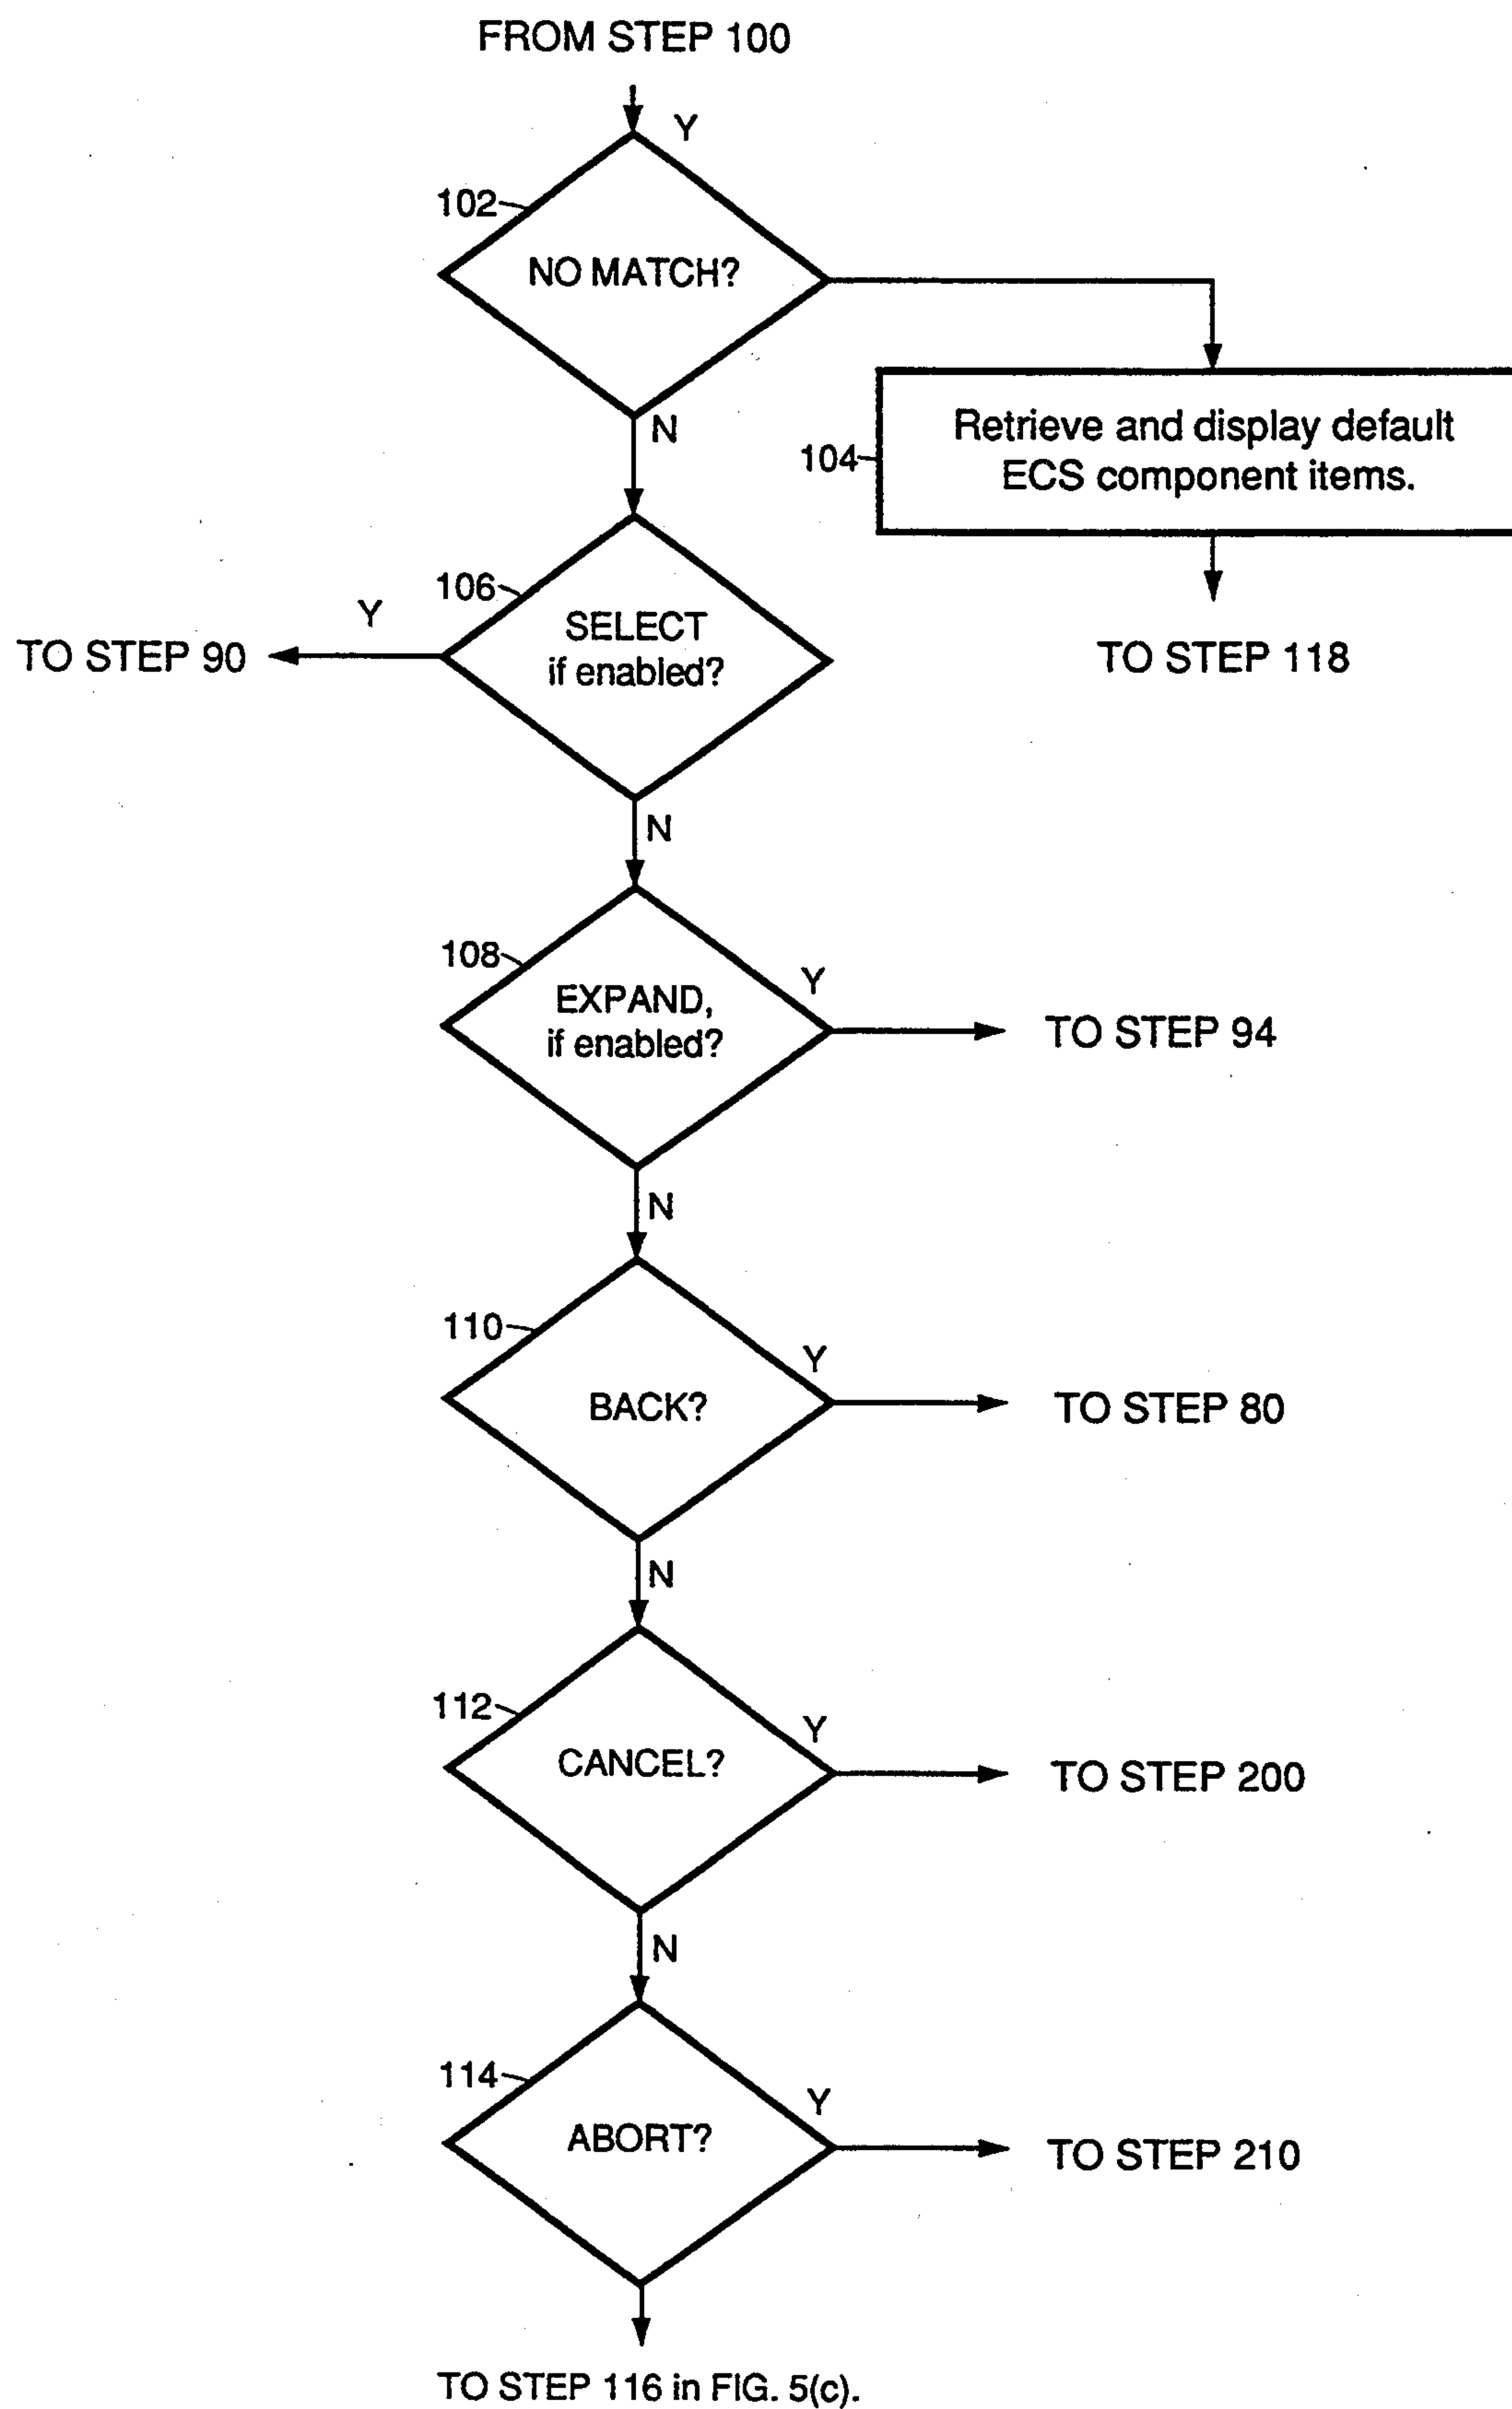 FROM STEP 100
Y
102
NO MATCH?
N
Retrieve and display default
ECS component items.
104
TO STEP 118
106
SELECT
if enabled?
Y
TO STEP 90
N
108
EXPAND,
if enabled?
Y
TO STEP 94
N
110
BACK?
Y
TO STEP 80
N
112
CANCEL?
Y
TO STEP 200
N
114
ABORT?
Y
TO STEP 210
TO STEP 116 in FIG. 5(c).